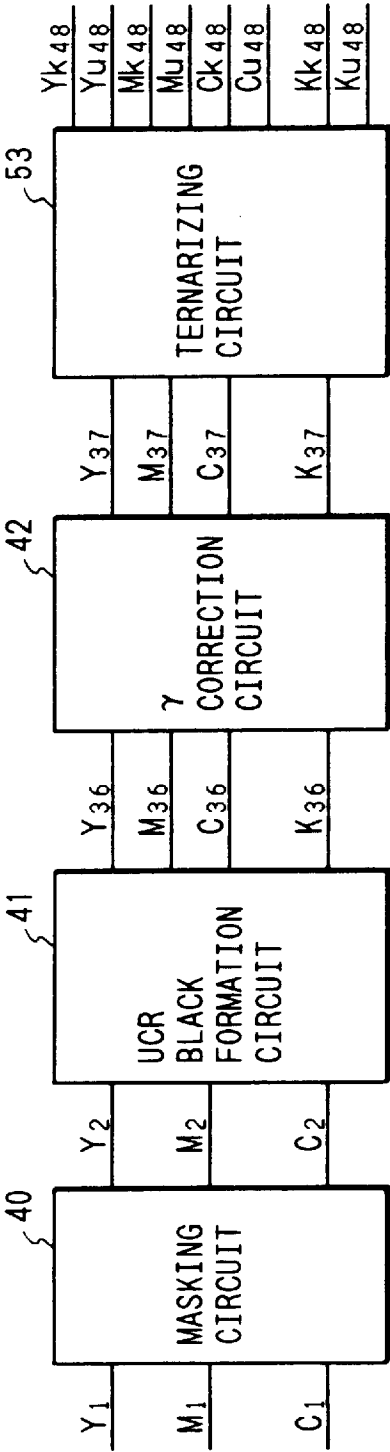 Y1
M1
C1
40
MASKING
CIRCUIT
Y2
M2
C2
41
UCR
BLACK
FORMATION
CIRCUIT
Y36
M36
C36
K36
42
γ
CORRECTION
CIRCUIT
Y37
M37
C37
K37
53
TERNARIZING
CIRCUIT
Yk48
Yu48
Mk48
Mu48
Ck48
Cu48
Kk48
Ku48